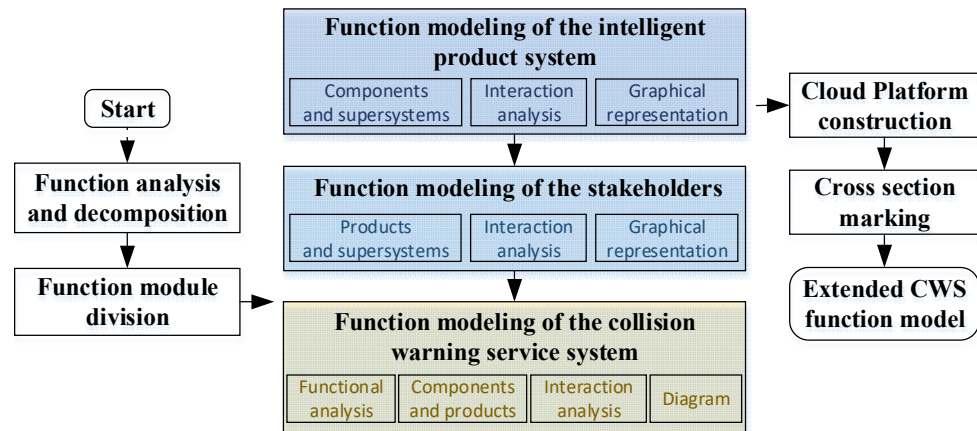 Start
Function analysis
and decomposition
Function module
division
Function modeling of the intelligent
product system
Components
and supersystems
Interaction
analysis
Graphical
representation
Function modeling of the stakeholders
Products
and supersystems
Interaction
analysis
Graphical
representation
Function modeling of the collision
warning service system
Functional
analysis
Components
and products
Interaction
analysis
Diagram
Cloud Platform
construction
Cross section
marking
Extended CWS
function model